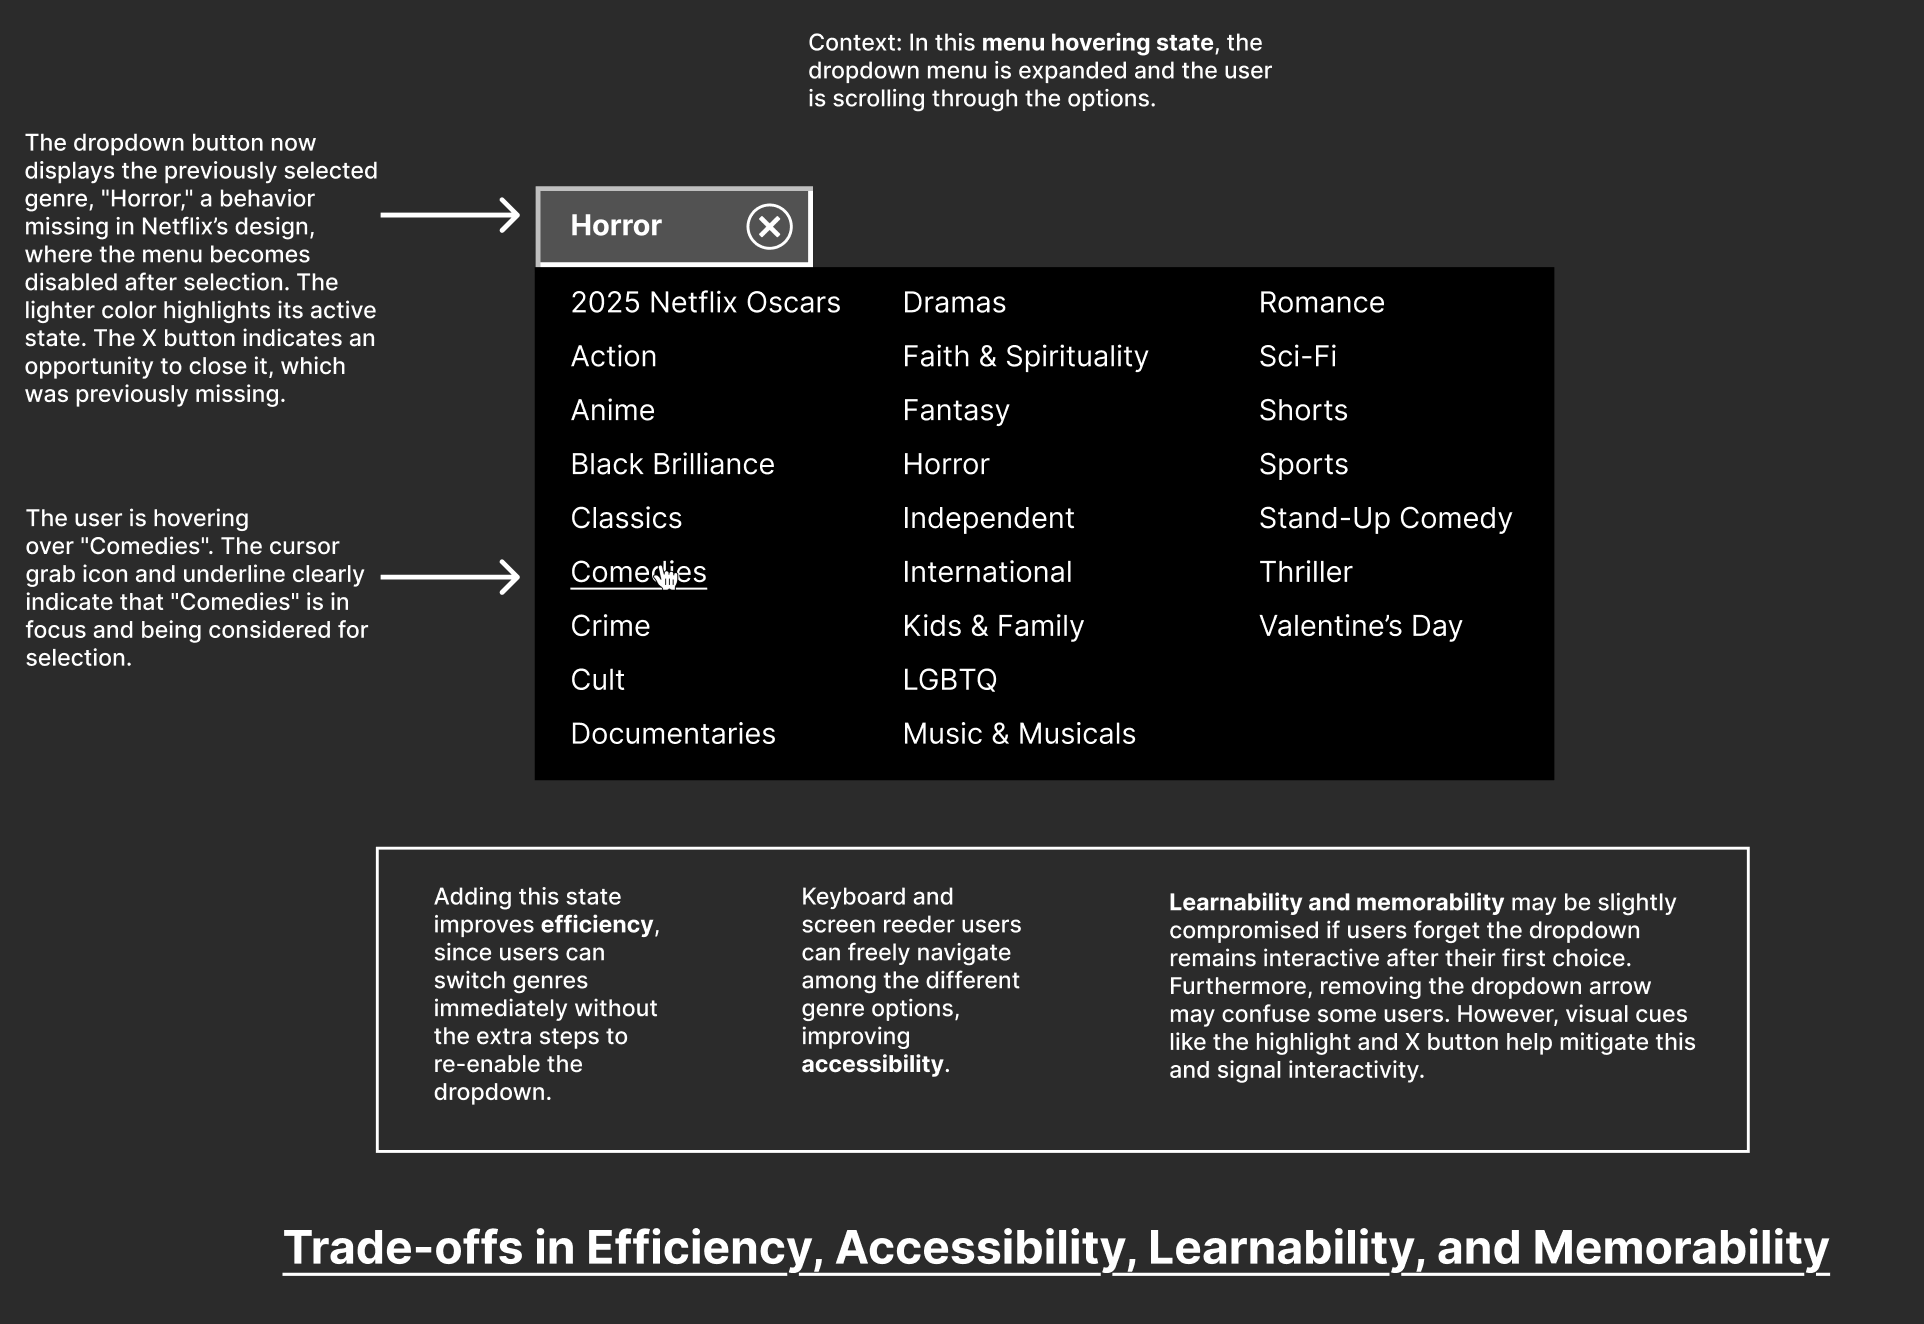 Context: In this menu hovering state, the
dropdown menu is expanded and the user
is scrolling through the options.
The dropdown button now
displays the previously selected
genre, "Horror," a behavior
missing in Netflix’s design,
where the menu becomes
disabled after selection. The
lighter color highlights its active
state. The X button indicates an
opportunity to close it, which
was previously missing.
Horror
2025 Netflix Oscars
Action
Anime
Black Brilliance
Classics
Comedies
Crime
Cult
Documentaries
Dramas
Faith & Spirituality
Fantasy
Horror
Independent
International
Kids & Family
LGBTQ
Music & Musicals
Romance
Sci-Fi
Shorts
Sports
Stand-Up Comedy
Thriller
Valentine’s Day
The user is hovering
over "Comedies". The cursor
grab icon and underline clearly
indicate that "Comedies" is in
focus and being considered for
selection.
Adding this state
improves efficiency,
since users can
switch genres
immediately without
the extra steps to
re-enable the
dropdown.
Keyboard and
screen reeder users
can freely navigate
among the different
genre options,
improving
accessibility.
Learnability and memorability may be slightly
compromised if users forget the dropdown
remains interactive after their first choice.
Furthermore, removing the dropdown arrow
may confuse some users. However, visual cues
like the highlight and X button help mitigate this
and signal interactivity.
Trade-offs in Efficiency, Accessibility, Learnability, and Memorability